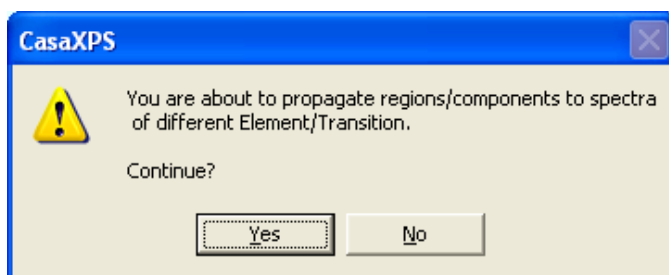 CasaXPS
You are about to propagate regions/components to spectra
of different Element/Transition.
Continue?
Yes
No